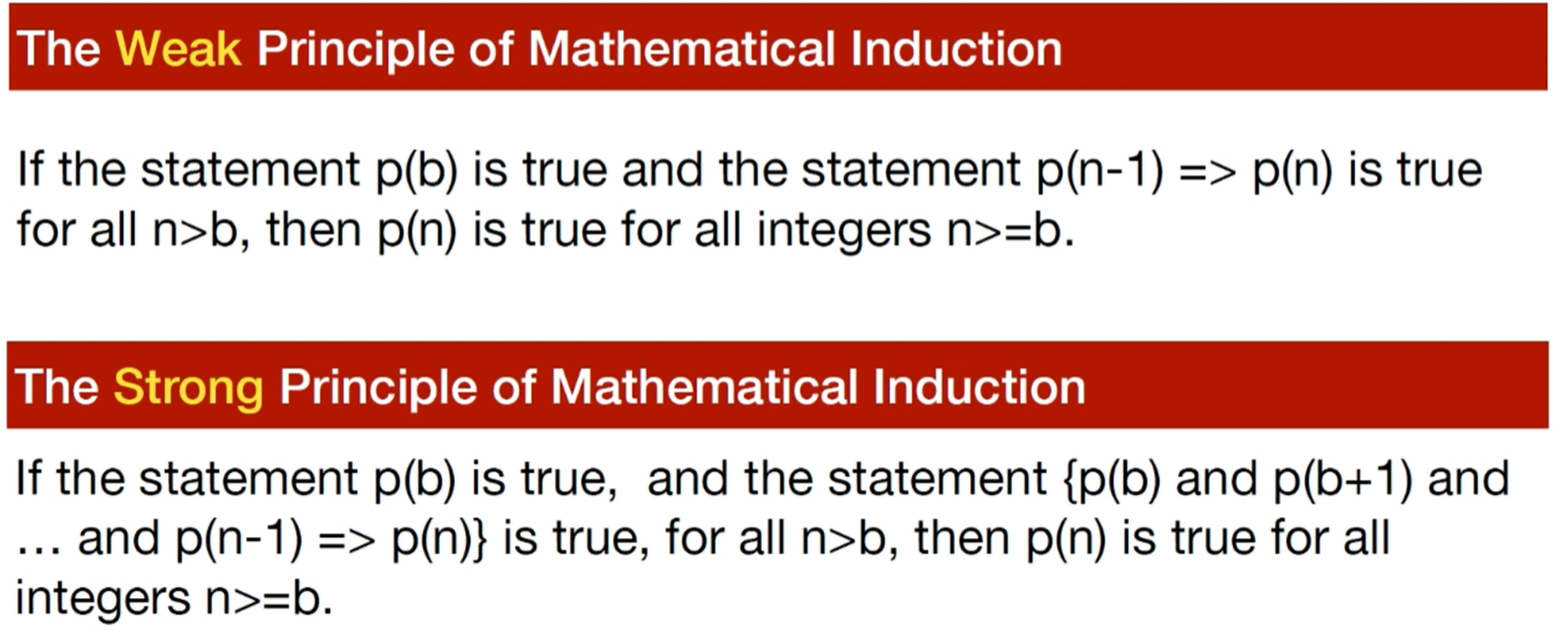 The Weak Principle of Mathematical Induction
If the statement p(b) is true and the statement p(n-1) => p(n) is true
for all n>b, then p(n) is true for all integers n>=b.
The Strong Principle of Mathematical Induction
If the statement p(b) is true,  and the statement {p(b) and p(b+1) and
... and p(n-1) => p(n)} is true, for all n>b, then p(n) is true for all
integers n>=b.